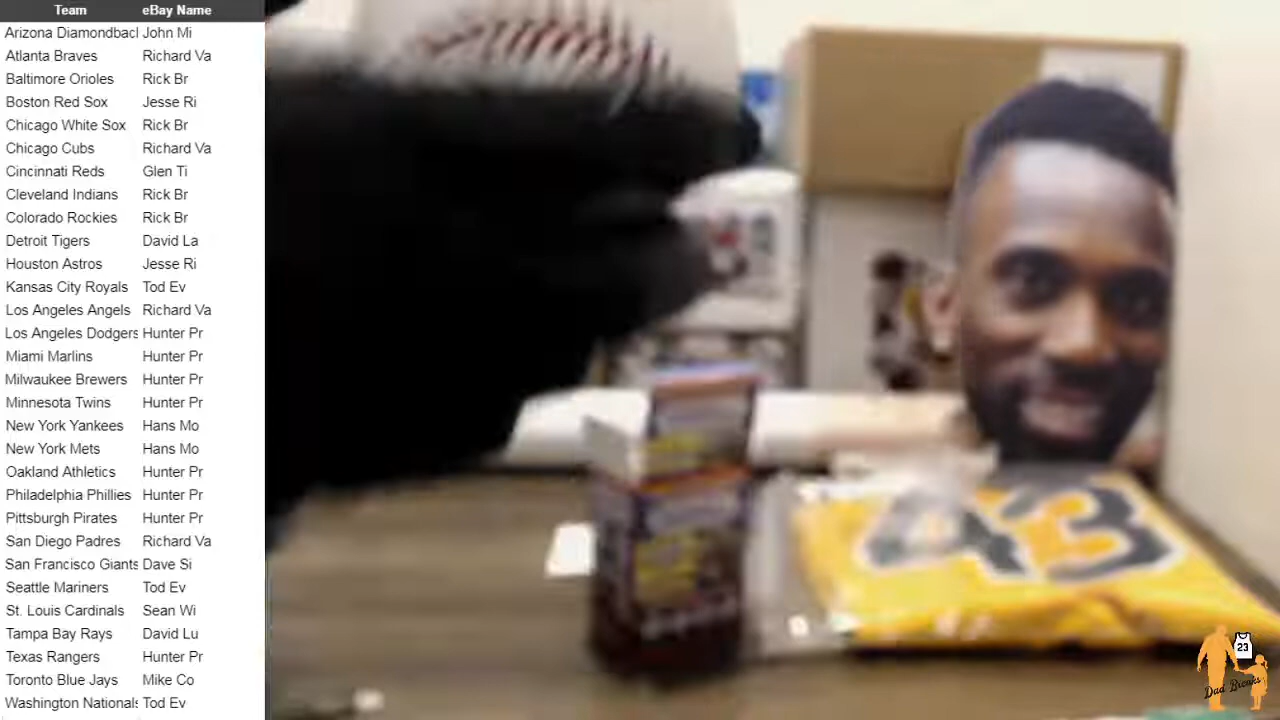 Team eBay Name
Arizona Diamondbacl John Mi
Atlanta Braves Richard Va
Baltimore Orioles Rick Br
Boston Red Sox Jesse Ri
Chicago White Sox Rick Br
Chicago Cubs Richard Va
Cincinnati Reds Glen Ti
Cleveland Indians Rick Br
Colorado Rockies Rick Br
Detroit Tigers David La
Houston Astros Jesse Ri
Kansas City Royals Tod Ev
Los Angeles Angels Richard Va
Los Angeles Dodgers Hunter Pr
Miami Marlins Hunter Pr
Milwaukee Brewers Hunter Pr
Minnesota Twins Hunter Pr
New York Yankees Hans Mo
New York Mets Hans Mo
Oakland Athletics Hunter Pr
Philadelphia Phillies Hunter Pr
Pittsburgh Pirates Hunter Pr
San Diego Padres Richard Va
San Francisco Giants Dave Si
Seattle Mariners Tod Ev
St. Louis Cardinals Sean Wi
Tampa Bay Rays David Lu
Texas Rangers Hunter Pr
Toronto Blue Jays Mike Co
Washington Nationals Tod Ev
43
23
Dad Breaks